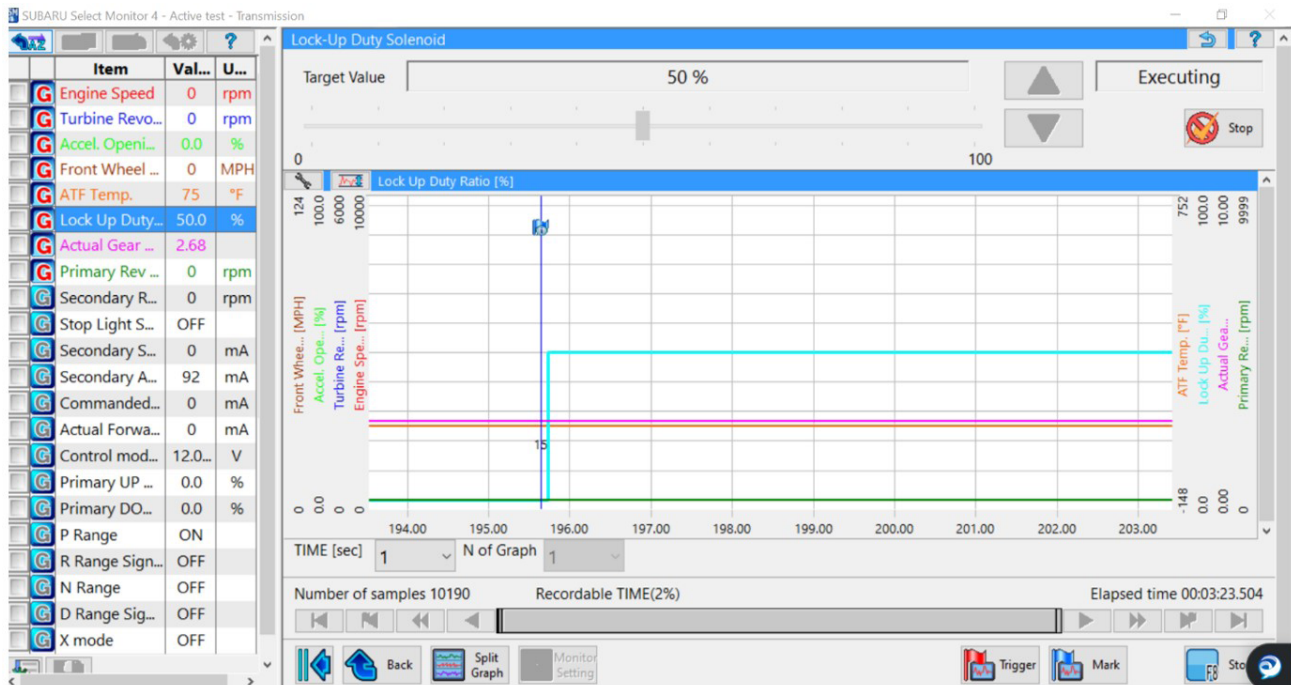 SUBARU Select Monitor 4 - Active test - Transmission
Item Val... U...
Engine Speed 0 rpm
Turbine Revo... 0 rpm
Accel. Openi... 0.0 %
Front Wheel ... 0 MPH
ATF Temp. 75 °F
Lock Up Duty... 50.0 %
Actual Gear ... 2.68
Primary Rev ... 0 rpm
Secondary R... 0 rpm
Stop Light S... OFF
Secondary S... 0 mA
Secondary A... 92 mA
Commanded... 0 mA
Actual Forwa... 0 mA
Control mod... 12.0... V
Primary UP ... 0.0 %
Primary DO... 0.0 %
P Range ON
R Range Sign... OFF
N Range OFF
D Range Sig... OFF
X mode OFF
Lock-Up Duty Solenoid
Target Value 50 % Executing
Stop
0 100
Lock Up Duty Ratio [%]
124 100.0 6000 10000
752 100.0 10.00 9999
Front Whee... [MPH]
Accel. Ope... [%]
Turbine Re... [rpm]
Engine Spe... [rpm]
ATF Temp. [°F]
Lock Up Du... [%]
Actual Gea...
Primary Re... [rpm]
15
0 0.0 0 0
-148 0.0 0.00 0
194.00 195.00 196.00 197.00 198.00 199.00 200.00 201.00 202.00 203.00
TIME [sec] 1 N of Graph 1
Number of samples 10190 Recordable TIME(2%) Elapsed time 00:03:23.504
Back Split Graph Monitor Setting Trigger Mark F8 Sto